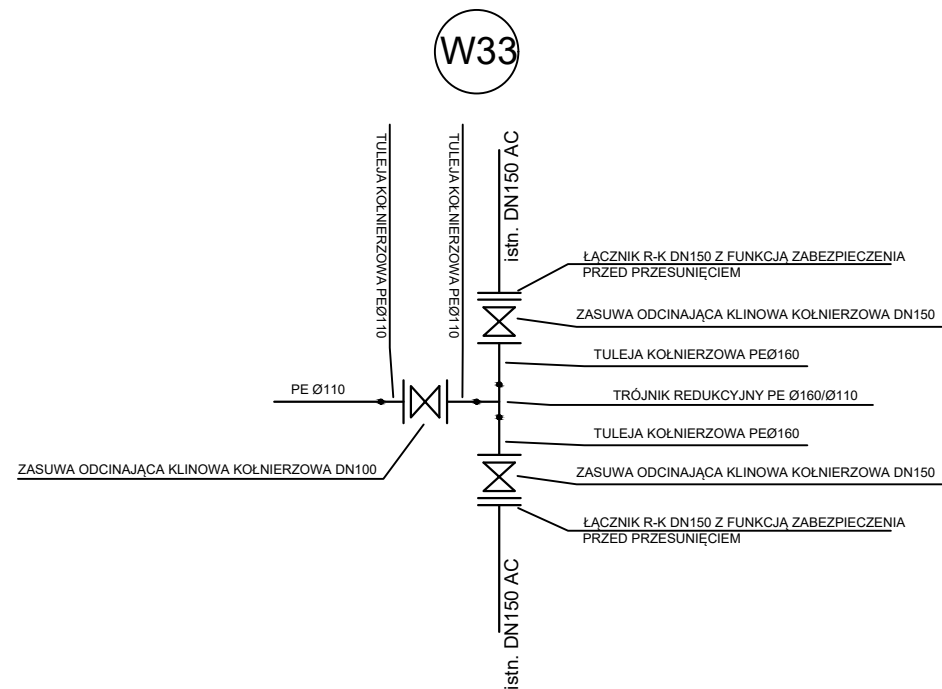 W33
TULEJA KOŁNIERZOWA PEØ110
TULEJA KOŁNIERZOWA PEØ110
istn. DN150 AC
ŁĄCZNIK R-K DN150 Z FUNKCJĄ ZABEZPIECZENIA
PRZED PRZESUNIĘCIEM
ZASUWA ODCINAJĄCA KLINOWA KOŁNIERZOWA DN150
TULEJA KOŁNIERZOWA PEØ160
PE Ø110
TRÓJNIK REDUKCYJNY PE Ø160/Ø110
TULEJA KOŁNIERZOWA PEØ160
ZASUWA ODCINAJĄCA KLINOWA KOŁNIERZOWA DN100
ZASUWA ODCINAJĄCA KLINOWA KOŁNIERZOWA DN150
ŁĄCZNIK R-K DN150 Z FUNKCJĄ ZABEZPIECZENIA
PRZED PRZESUNIĘCIEM
istn. DN150 AC